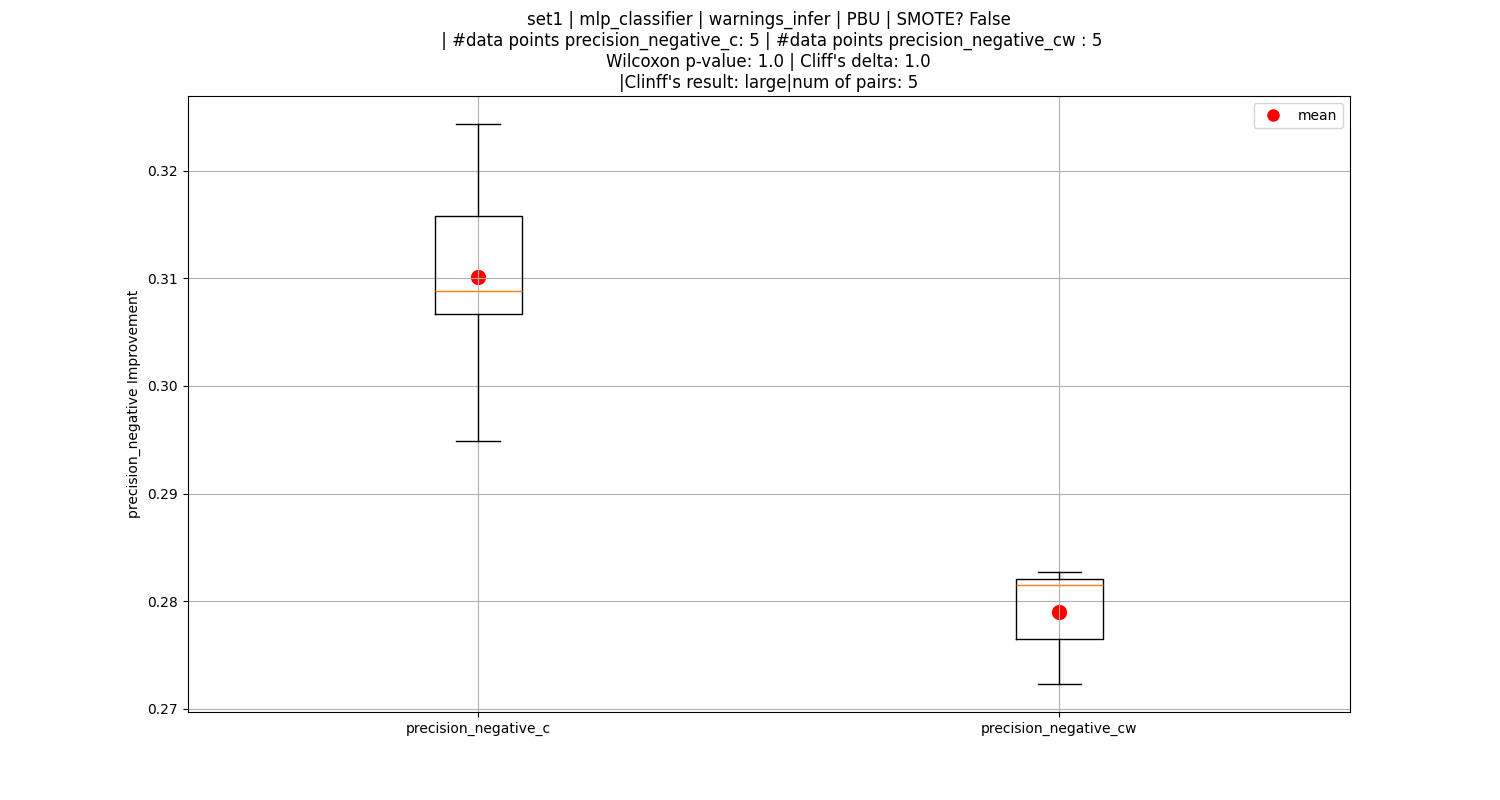 set1 | mlp_classifier | warnings_infer | PBU | SMOTE? False
| #data points precision_negative_c: 5 | #data points precision_negative_cw : 5
Wilcoxon p-value: 1.0 | Cliff's delta: 1.0
|Clinff's result: large|num of pairs: 5
mean
0.32
0.31
0.30
0.29
0.28
0.27
precision_negative Improvement
precision_negative_c
precision_negative_cw